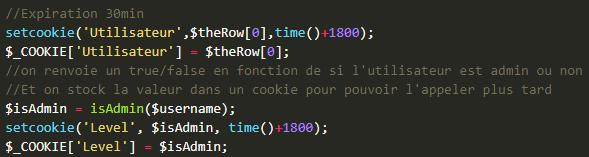 //Expiration 30min
setcookie('Utilisateur',$theRow[0],time()+1800);
$_COOKIE['Utilisateur'] = $theRow[0];
//on renvoie un true/false en fonction de si l'utilisateur est admin ou non
//Et on stock la valeur dans un cookie pour pouvoir l'appeler plus tard
$isAdmin = isAdmin($username);
setcookie('Level', $isAdmin, time()+1800);
$_COOKIE['Level'] = $isAdmin;